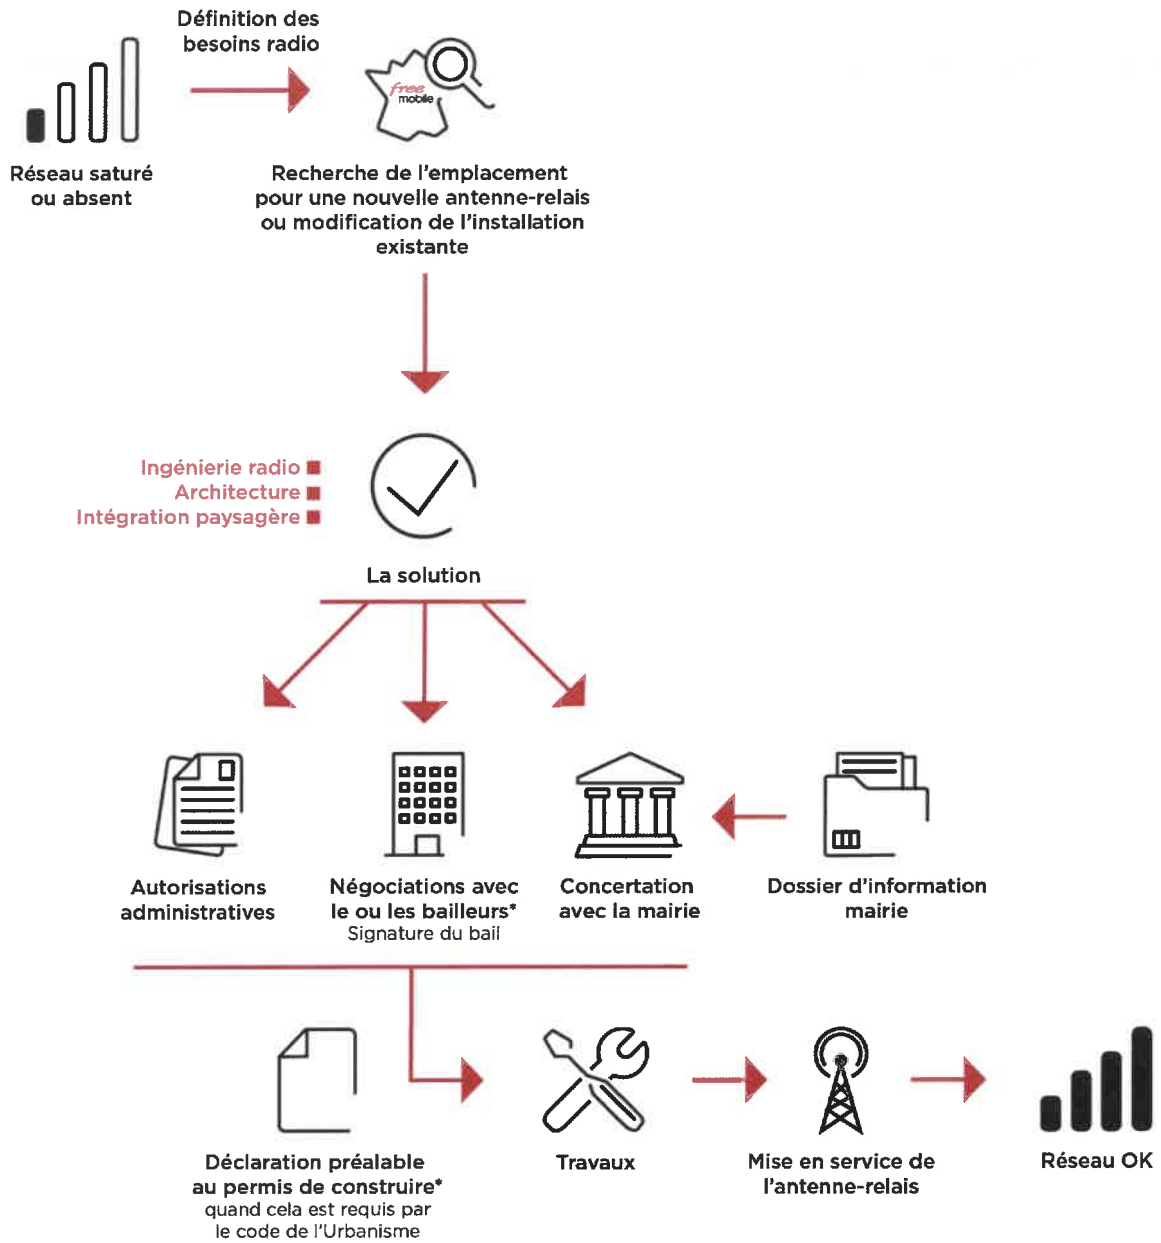 Définition des
besoins radio
free
mobile
Réseau saturé
ou absent
Recherche de l'emplacement
pour une nouvelle antenne-relais
ou modification de l'installation
existante
Ingénierie radio
Architecture
Intégration paysagère
La solution
Autorisations
administratives
Négociations avec
le ou les bailleurs*
Signature du bail
Concertation
avec la mairie
Dossier d'information
mairie
Déclaration préalable
au permis de construire*
quand cela est requis par
le code de l'Urbanisme
Travaux
Mise en service de
l'antenne-relais
Réseau OK